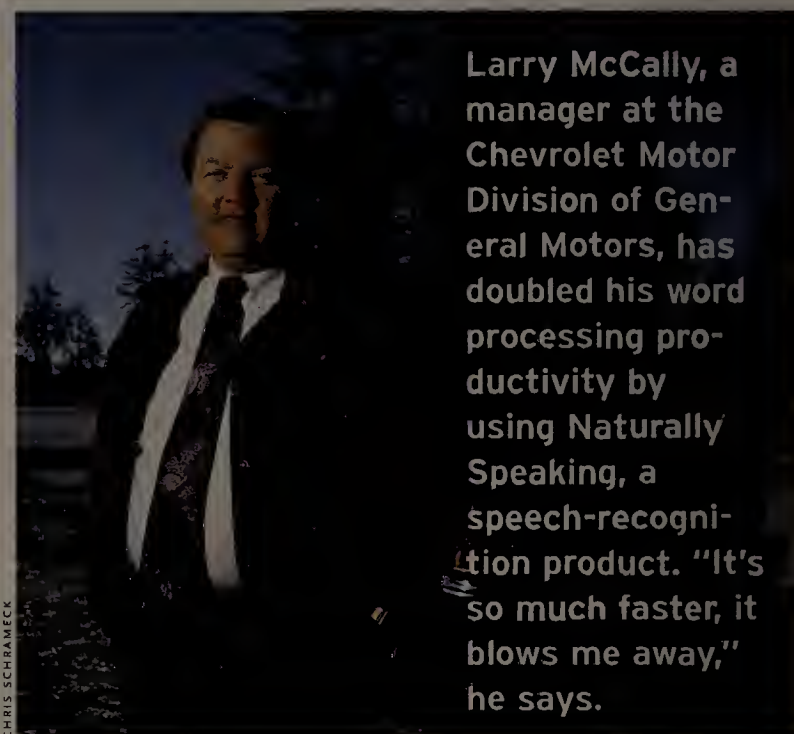 Larry McCally, a
manager at the
Chevrolet Motor
Division of Gen-
eral Motors, has
doubled his word
processing pro-
ductivity by
using Naturally
Speaking, a
speech-recogni-
tion product. "It's
so much faster, it
blows me away,"
he says.
CHRIS SCHRAMECK